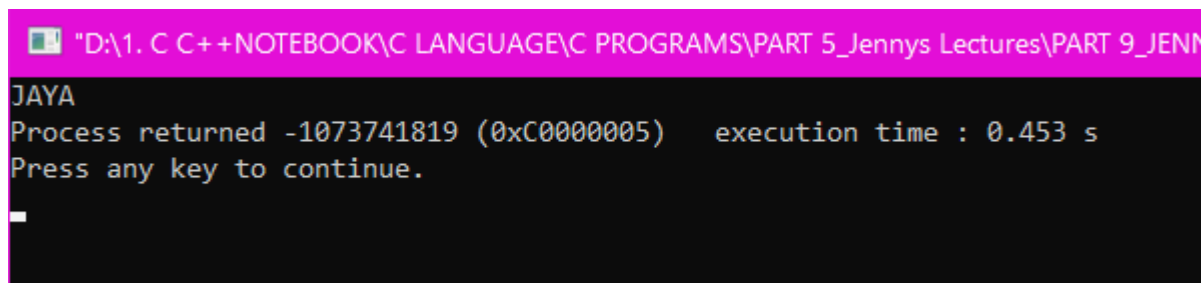 "D:\1. C C++NOTEBOOK\C LANGUAGE\C PROGRAMS\PART 5_Jennys Lectures\PART 9_JENN
JAYA
Process returned -1073741819 (0xC0000005)   execution time : 0.453 s
Press any key to continue.